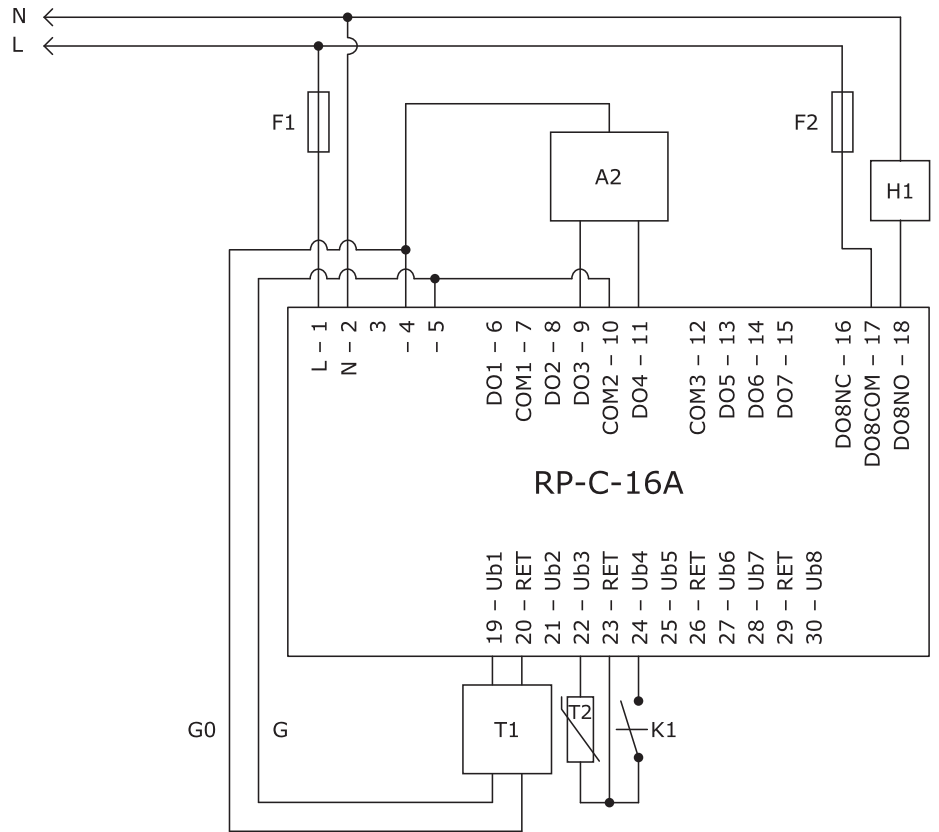 N
L
F1
F2
A2
H1
L – 1
N – 2
3
– 4
– 5
DO1 – 6
COM1 – 7
DO2 – 8
DO3 – 9
COM2 – 10
DO4 – 11
COM3 – 12
DO5 – 13
DO6 – 14
DO7 – 15
DO8NC – 16
DO8COM – 17
DO8NO – 18
RP-C-16A
19 – Ub1
20 – RET
21 – Ub2
22 – Ub3
23 – RET
24 – Ub4
25 – Ub5
26 – RET
27 – Ub6
28 – Ub7
29 – RET
30 – Ub8
G0
G
T1
T2
K1